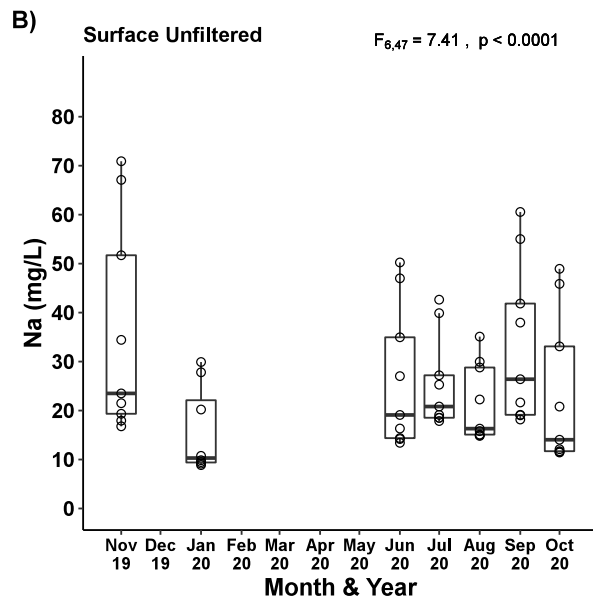 B)
Surface Unfiltered
F6,47 = 7.41 , p < 0.0001
80
70
60
50
40
30
20
10
0
Na (mg/L)
Nov Dec Jan Feb Mar Apr May Jun Jul Aug Sep Oct
19 19 20 20 20 20 20 20 20 20 20 20
Month & Year